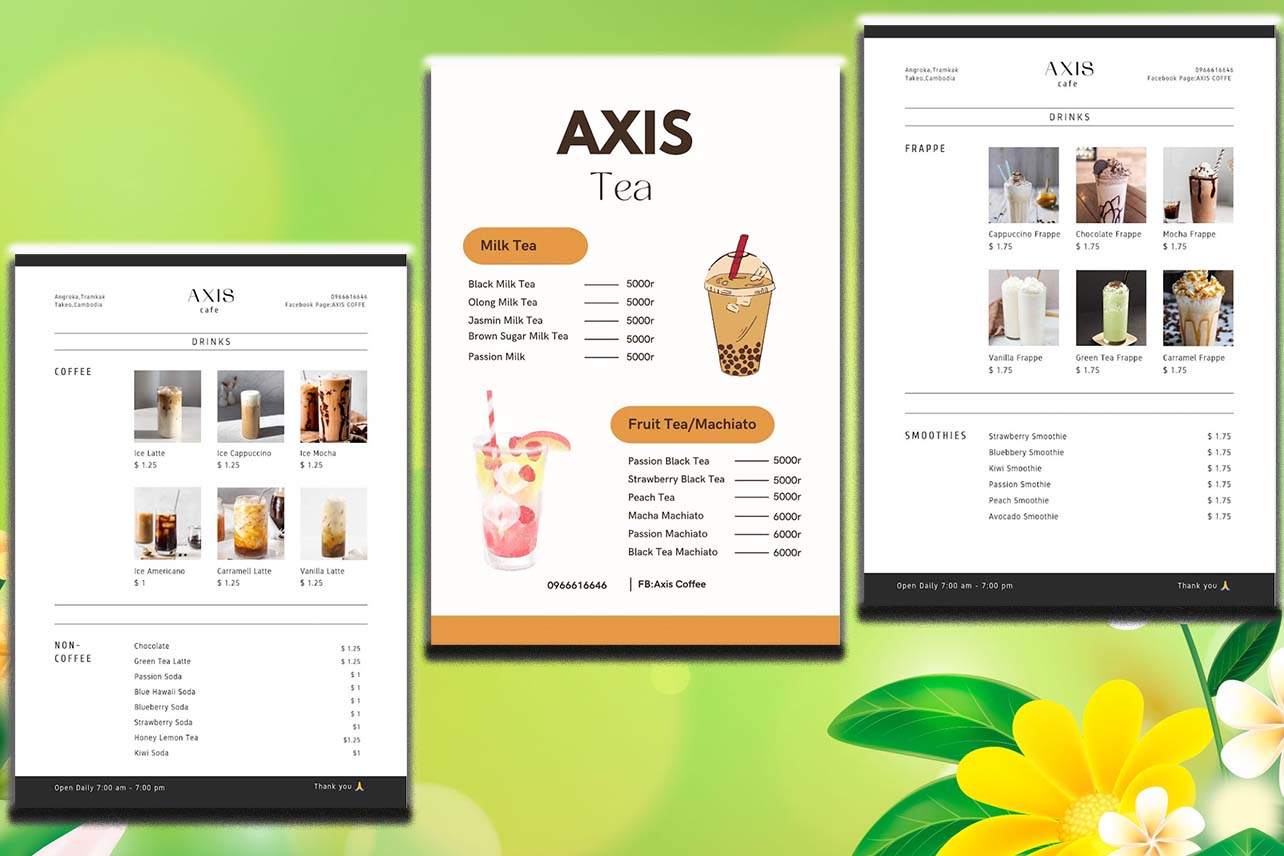 Angroka,Tramkak
Takeo,Cambodia
AXIS
cafe
0966616646
Facebook Page:AXIS COFFE
DRINKS
COFFEE
Ice Latte
$ 1.25
Ice Cappuccino
$ 1.25
Ice Mocha
$ 1.25
Ice Americano
$ 1
Carramell Latte
$ 1.25
Vanilla Latte
$ 1.25
NON-
COFFEE
Chocolate $ 1.25
Green Tea Latte $ 1.25
Passion Soda $ 1
Blue Hawaii Soda $ 1
Blueberry Soda $ 1
Strawberry Soda $1
Honey Lemon Tea $1.25
Kiwi Soda $1
Open Daily 7:00 am - 7:00 pm
Thank you 🙏
AXIS
Tea
Milk Tea
Black Milk Tea 5000r
Olong Milk Tea 5000r
Jasmin Milk Tea 5000r
Brown Sugar Milk Tea 5000r
Passion Milk 5000r
Fruit Tea/Machiato
Passion Black Tea 5000r
Strawberry Black Tea 5000r
Peach Tea 5000r
Macha Machiato 6000r
Passion Machiato 6000r
Black Tea Machiato 6000r
0966616646 | FB:Axis Coffee
Angroka,Tramkak
Takeo,Cambodia
AXIS
cafe
0966616646
Facebook Page:AXIS COFFE
DRINKS
FRAPPE
Cappuccino Frappe
$ 1.75
Chocolate Frappe
$ 1.75
Mocha Frappe
$ 1.75
Vanilla Frappe
$ 1.75
Green Tea Frappe
$ 1.75
Carramel Frappe
$ 1.75
SMOOTHIES
Strawberry Smoothie $ 1.75
Bluebbery Smoothie $ 1.75
Kiwi Smoothie $ 1.75
Passion Smothie $ 1.75
Peach Smoothie $ 1.75
Avocado Smoothie $ 1.75
Open Daily 7:00 am - 7:00 pm
Thank you 🙏